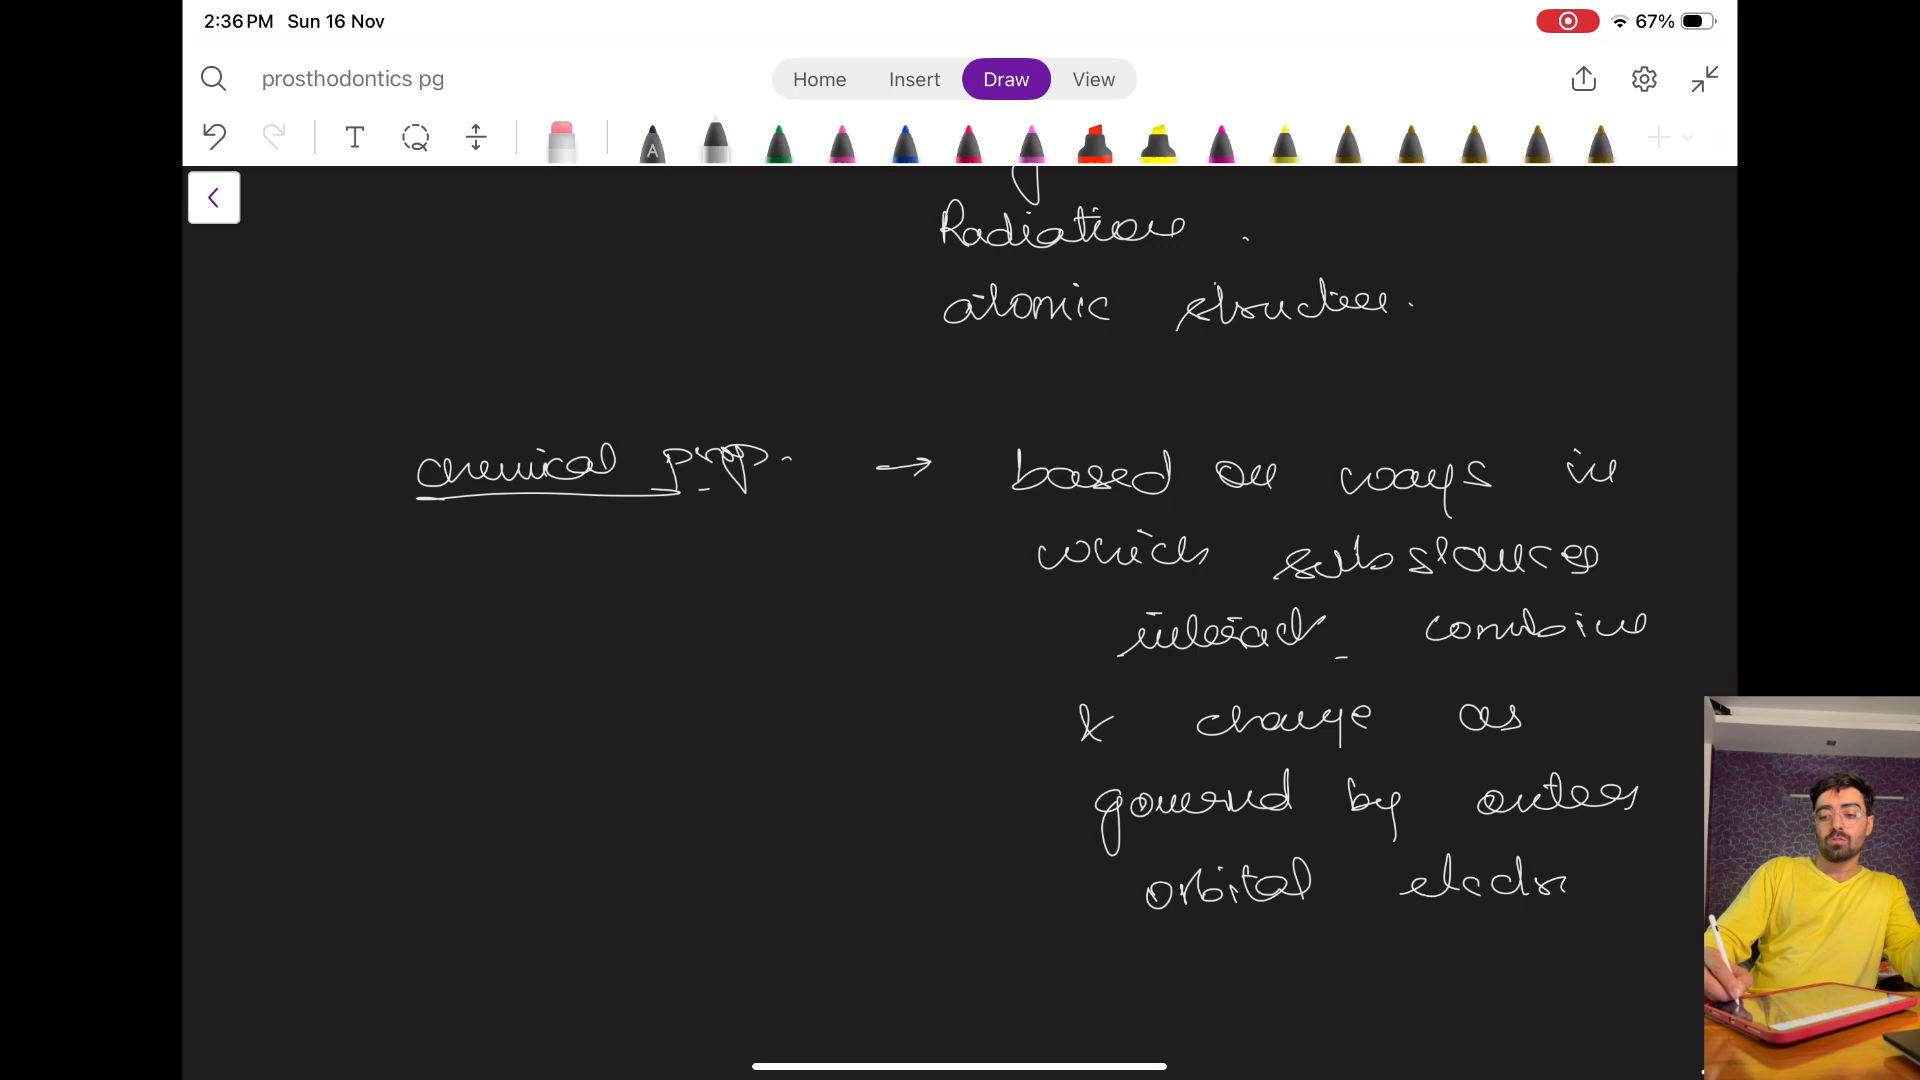 2:36 PM Sun 16 Nov 67%
prosthodontics pg Home Insert Draw View
T A
Radiation .
atomic structure .
chemical prop. → based on ways in
which substances
interact combine
& change as
governed by outer
orbital electr